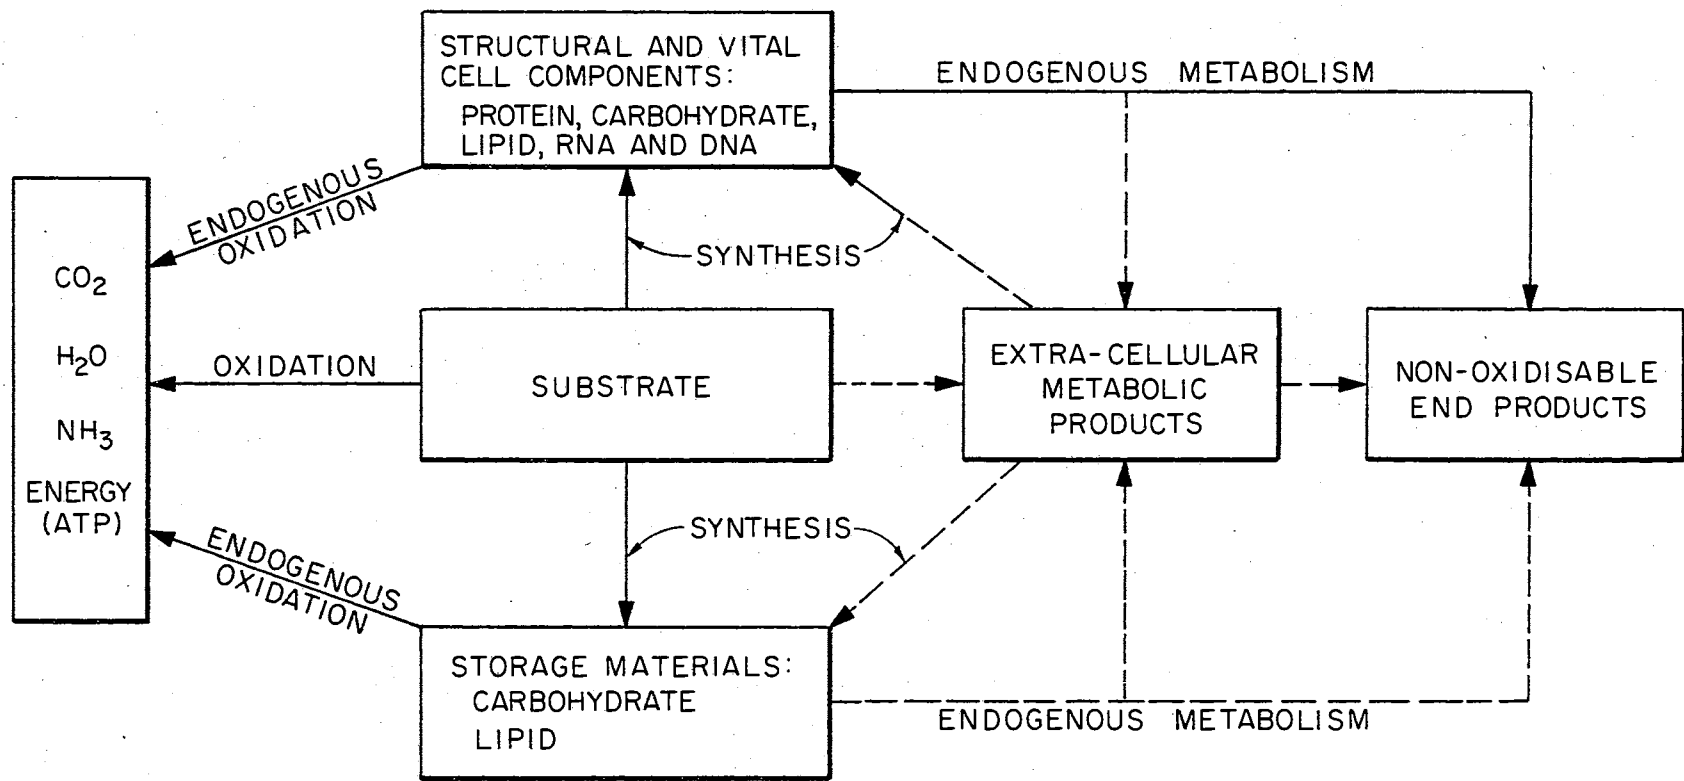 STRUCTURAL AND VITAL
CELL COMPONENTS:
PROTEIN, CARBOHYDRATE,
LIPID, RNA AND DNA
ENDOGENOUS METABOLISM
ENDOGENOUS
OXIDATION
SYNTHESIS
CO2
H2O
NH3
ENERGY
(ATP)
OXIDATION
SUBSTRATE
EXTRA-CELLULAR
METABOLIC
PRODUCTS
NON-OXIDISABLE
END PRODUCTS
SYNTHESIS
ENDOGENOUS
OXIDATION
STORAGE MATERIALS:
CARBOHYDRATE
LIPID
ENDOGENOUS METABOLISM